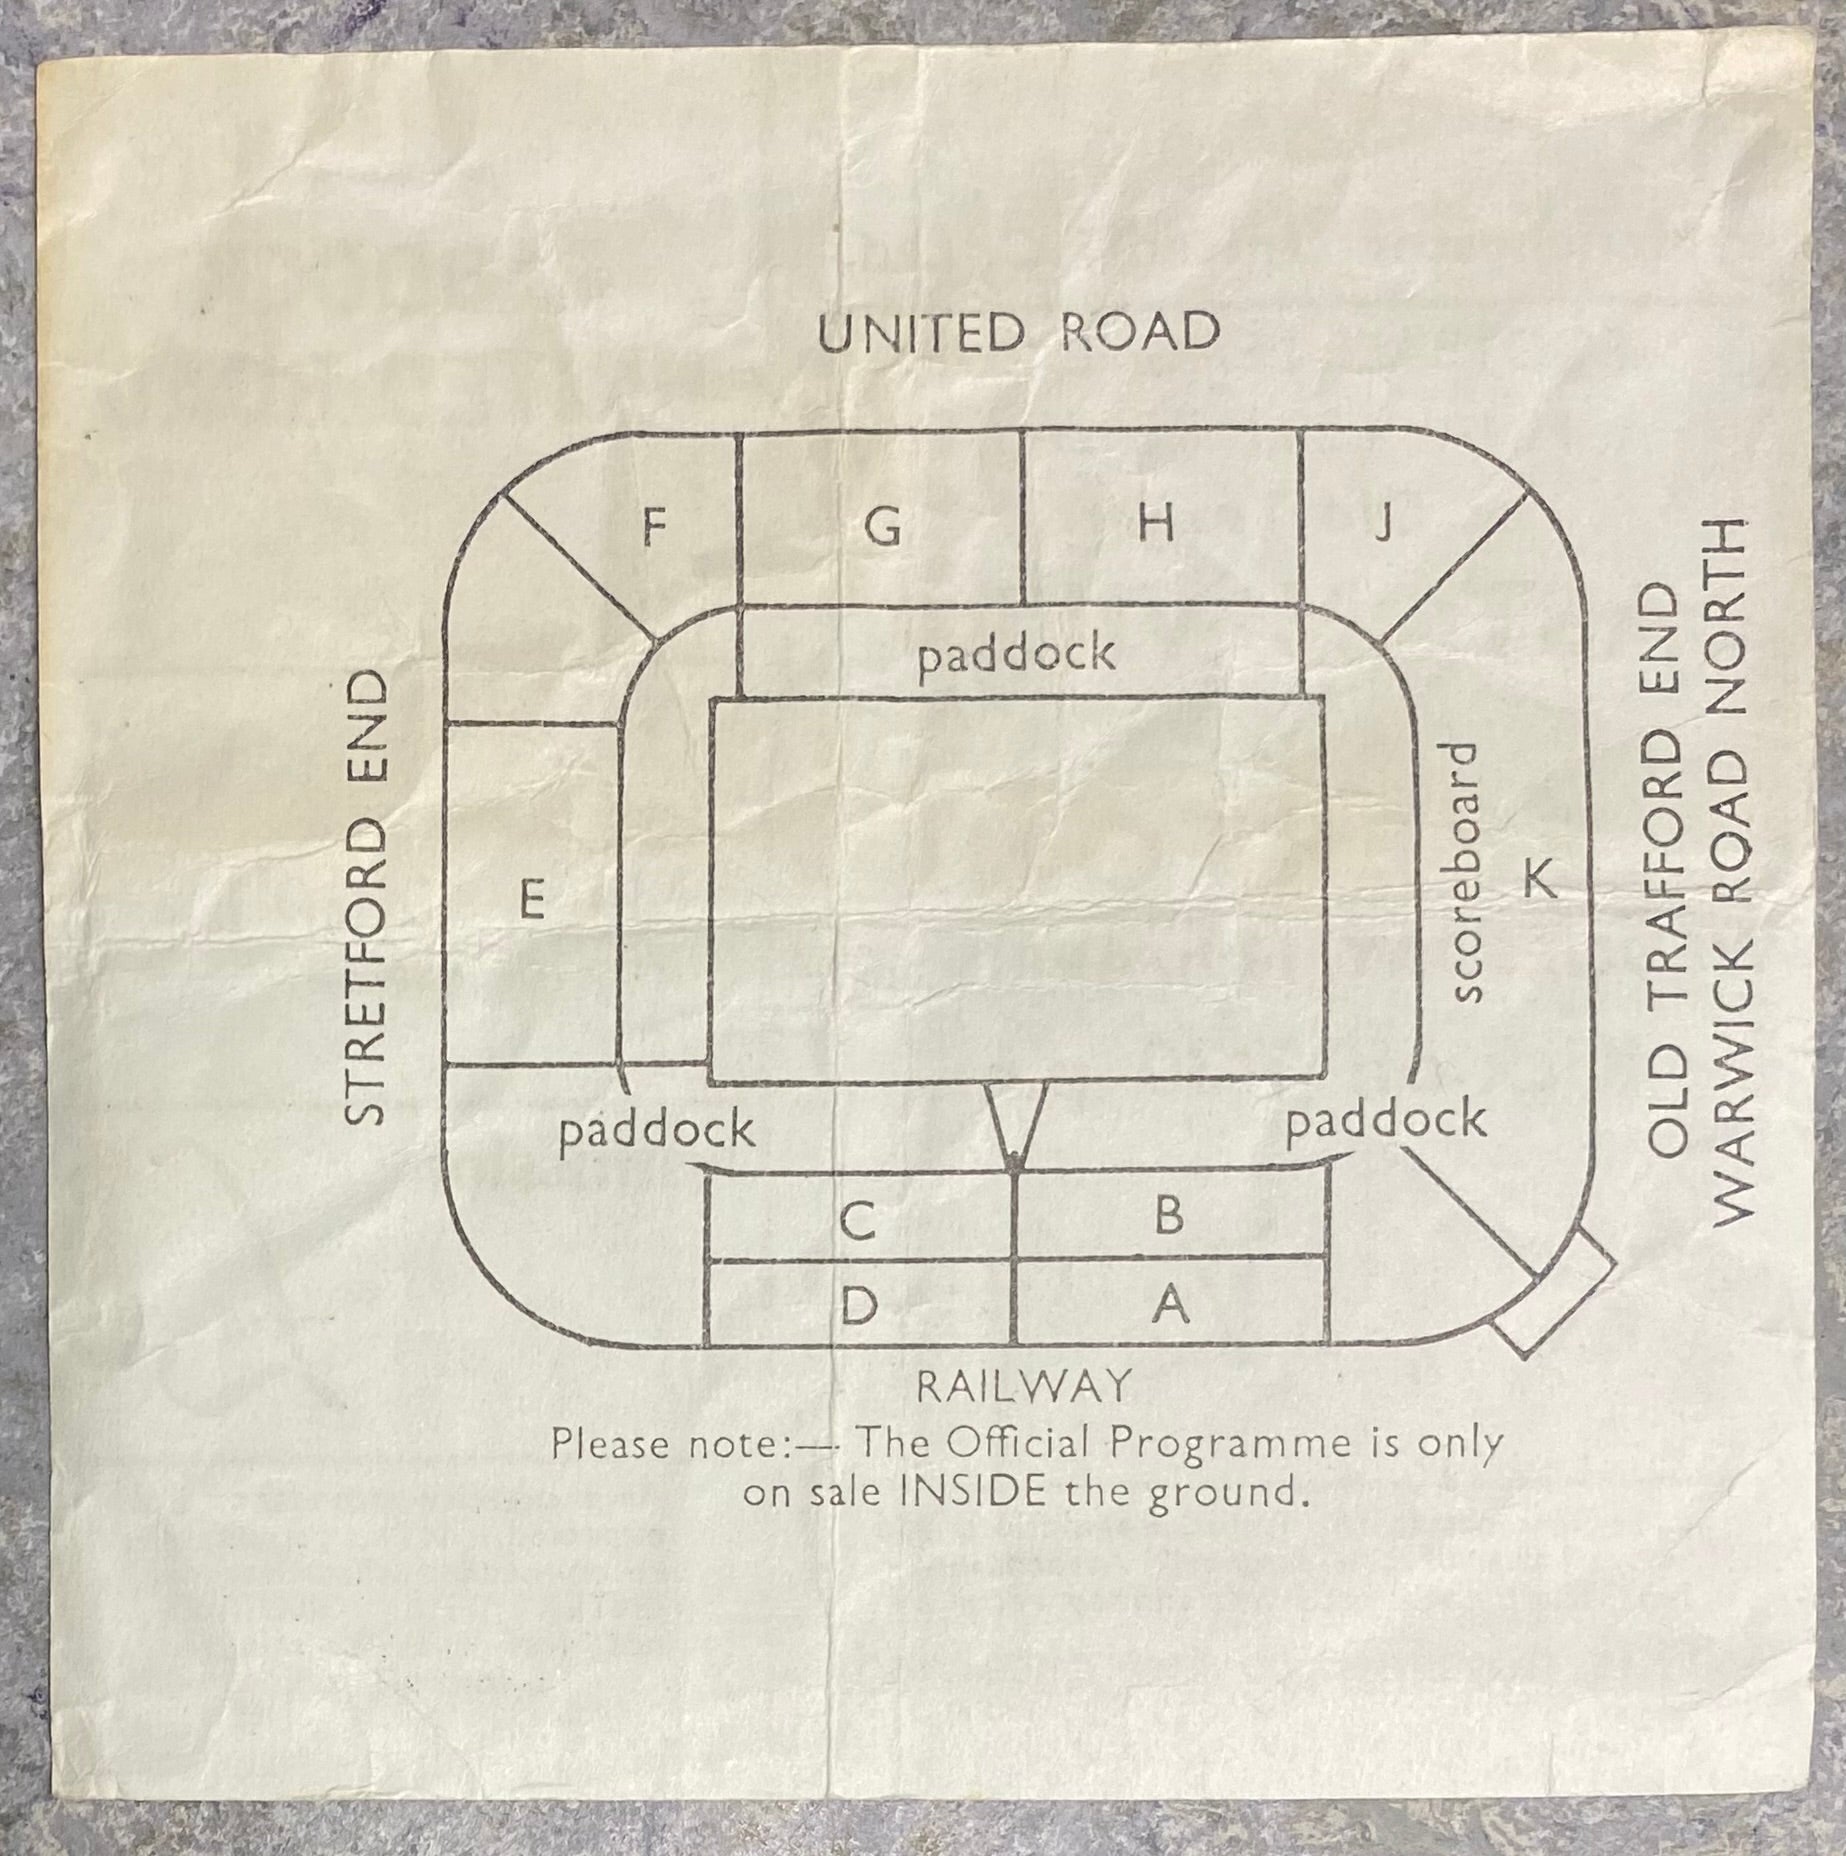 UNITED ROAD
F G H J
paddock
STRETFORD END
E
scoreboard
K
OLD TRAFFORD END
WARWICK ROAD NORTH
paddock
paddock
C B
D A
RAILWAY
Please note:— The Official Programme is only
on sale INSIDE the ground.